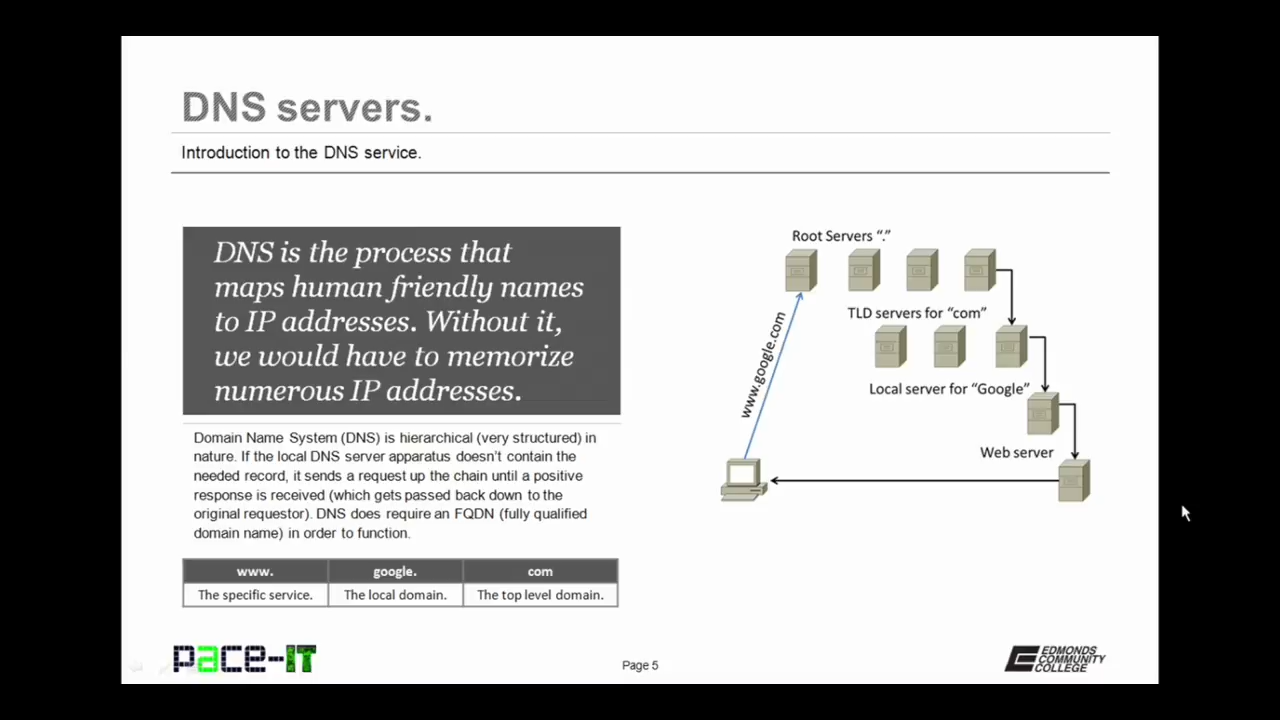 DNS servers.
Introduction to the DNS service.
DNS is the process that
maps human friendly names
to IP addresses. Without it,
we would have to memorize
numerous IP addresses.
Domain Name System (DNS) is hierarchical (very structured) in
nature. If the local DNS server apparatus doesn't contain the
needed record, it sends a request up the chain until a positive
response is received (which gets passed back down to the
original requestor). DNS does require an FQDN (fully qualified
domain name) in order to function.
www. google. com
The specific service. The local domain. The top level domain.
Root Servers "."
TLD servers for "com"
www.google.com
Local server for "Google"
Web server
pace-IT
Page 5
EDMONDS
COMMUNITY
COLLEGE